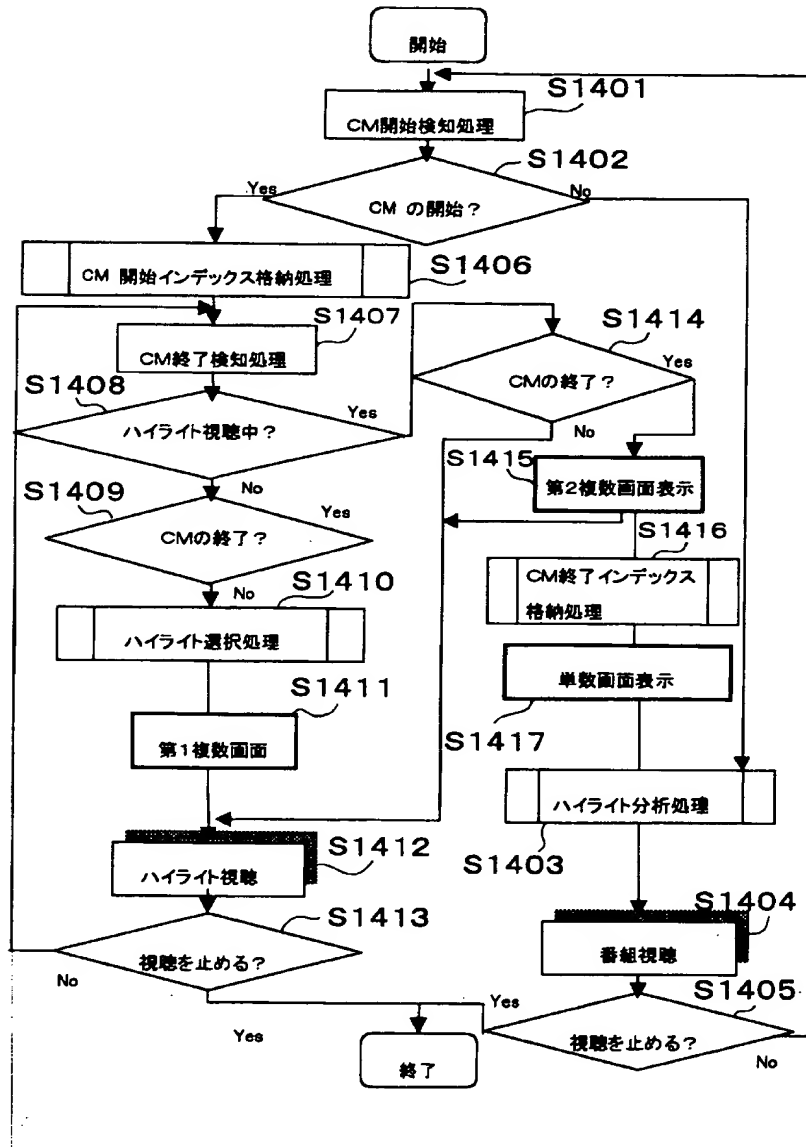 開始
S1401
CM開始検知処理
S1402
Yes
No
CM の開始？
CM 開始インデックス格納処理
S1406
S1407
CM終了検知処理
S1414
CMの終了？
Yes
No
S1408
ハイライト視聴中？
Yes
No
S1415
第2複数画面表示
S1409
CMの終了？
Yes
No
S1416
CM終了インデックス
格納処理
S1410
ハイライト選択処理
単数画面表示
S1417
S1411
第1複数画面
ハイライト分析処理
S1403
S1412
ハイライト視聴
S1404
番組視聴
S1413
視聴を止める？
No
Yes
S1405
視聴を止める？
Yes
No
終了